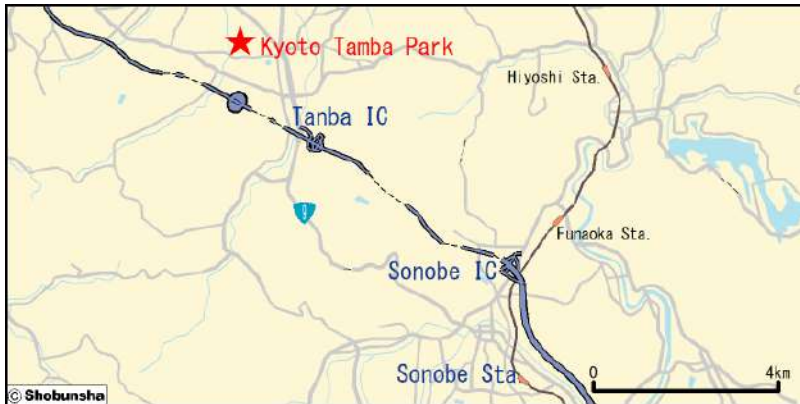 Kyoto Tamba Park
Hiyoshi Sta.
Tanba IC
9
Funaoka Sta.
Sonobe IC
Sonobe Sta.
0 4km
© Shobunsha